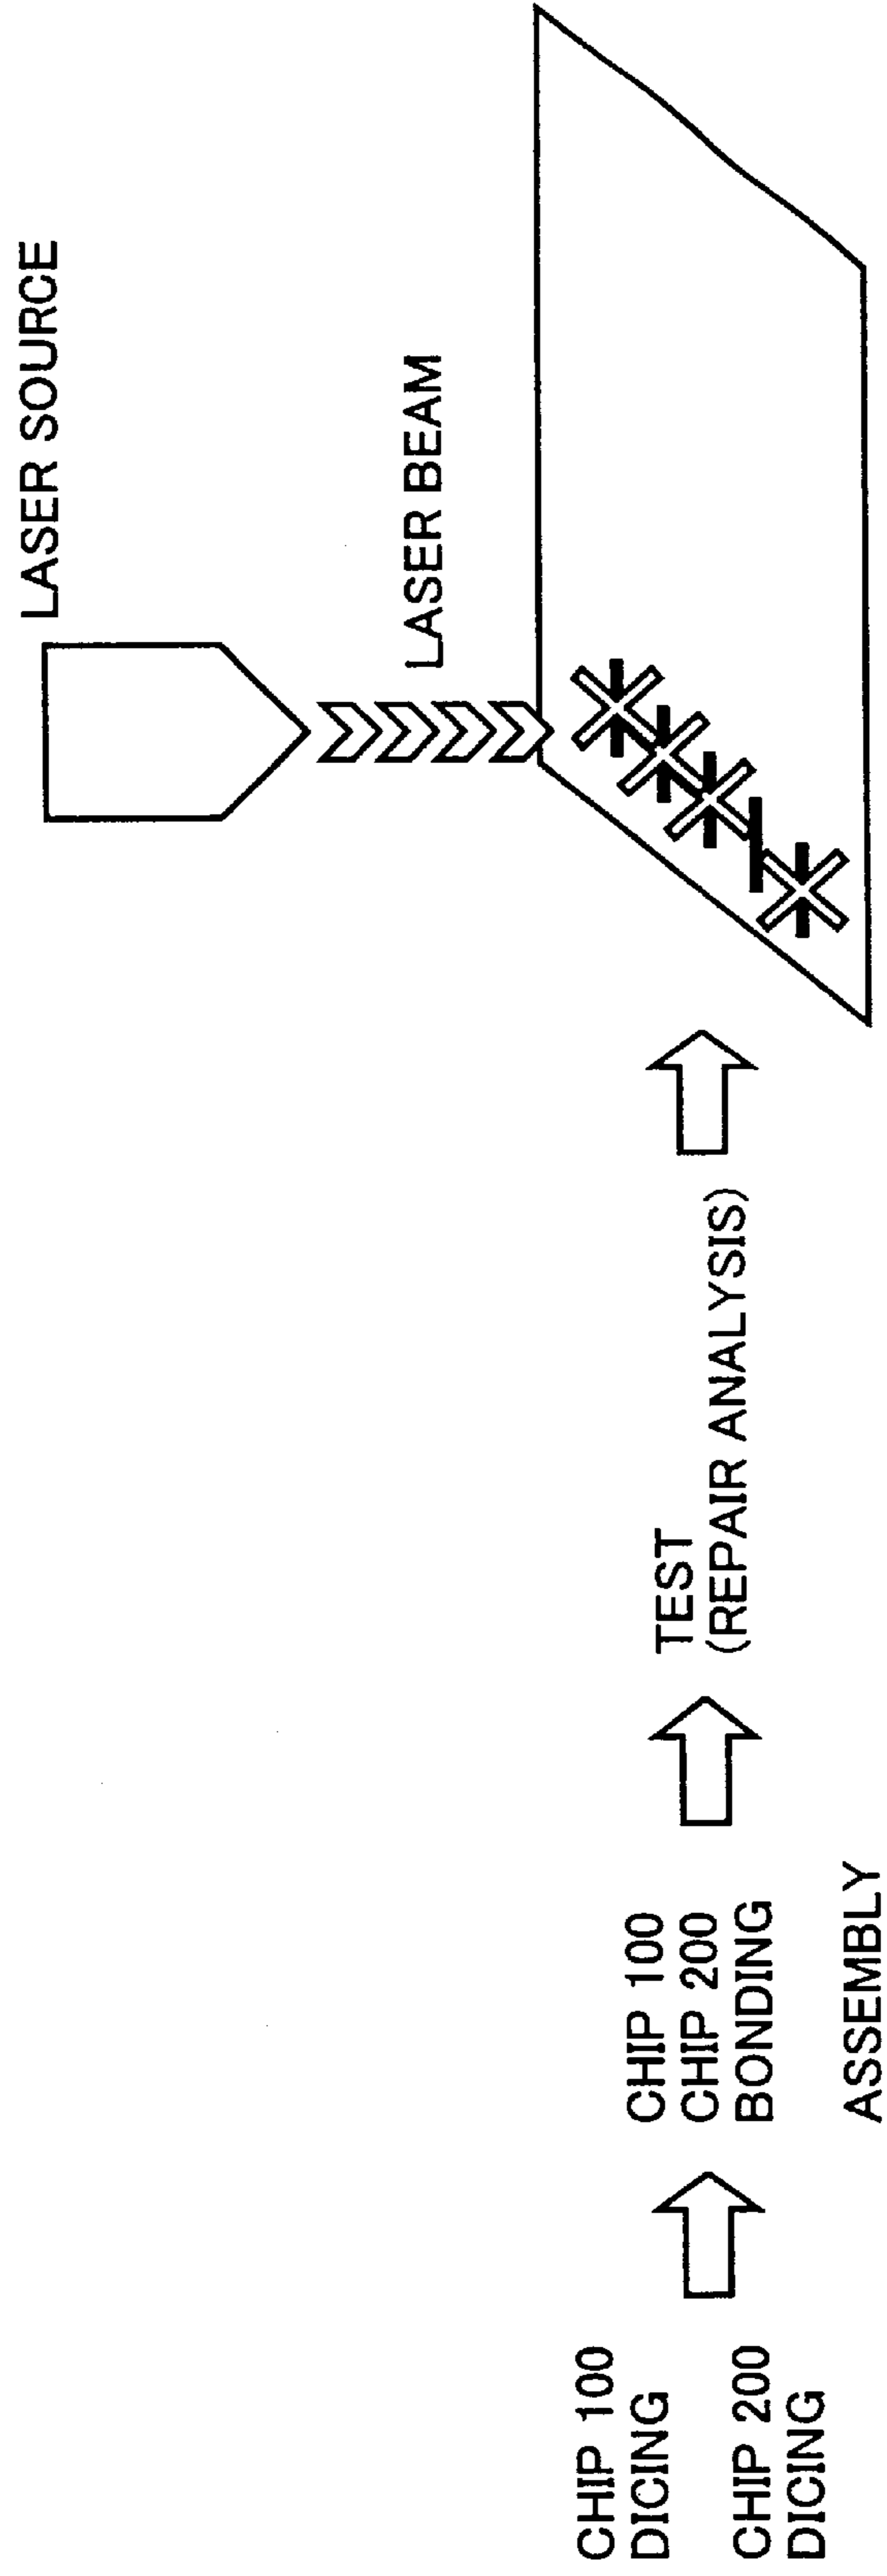 CHIP 100
DICING
CHIP 200
DICING
CHIP 100
CHIP 200
BONDING
ASSEMBLY
TEST
(REPAIR ANALYSIS)
LASER SOURCE
LASER BEAM